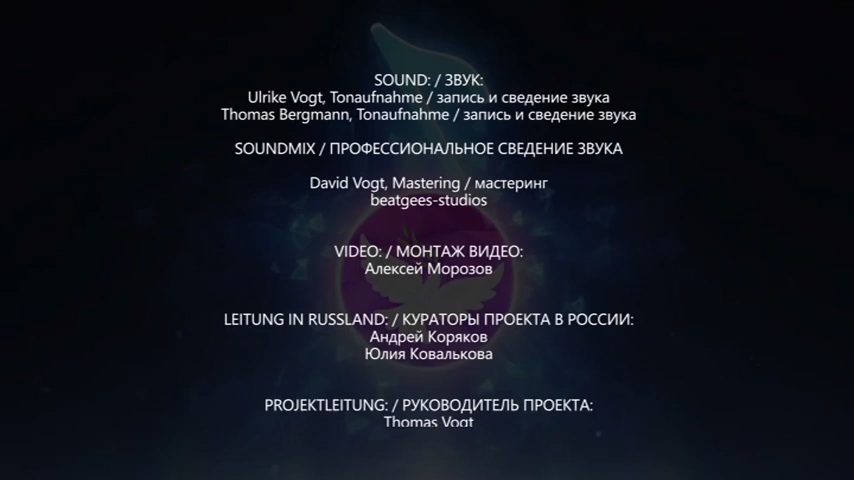 SOUND: / ЗВУК:
Ulrike Vogt, Tonaufnahme / запись и сведение звука
Thomas Bergmann, Tonaufnahme / запись и сведение звука
SOUNDMIX / ПРОФЕССИОНАЛЬНОЕ СВЕДЕНИЕ ЗВУКА
David Vogt, Mastering / мастеринг
beatgees-studios
VIDEO: / МОНТАЖ ВИДЕО:
Алексей Морозов
LEITUNG IN RUSSLAND: / КУРАТОРЫ ПРОЕКТА В РОССИИ:
Андрей Коряков
Юлия Ковалькова
PROJEKTLEITUNG: / РУКОВОДИТЕЛЬ ПРОЕКТА:
Thomas Vogt